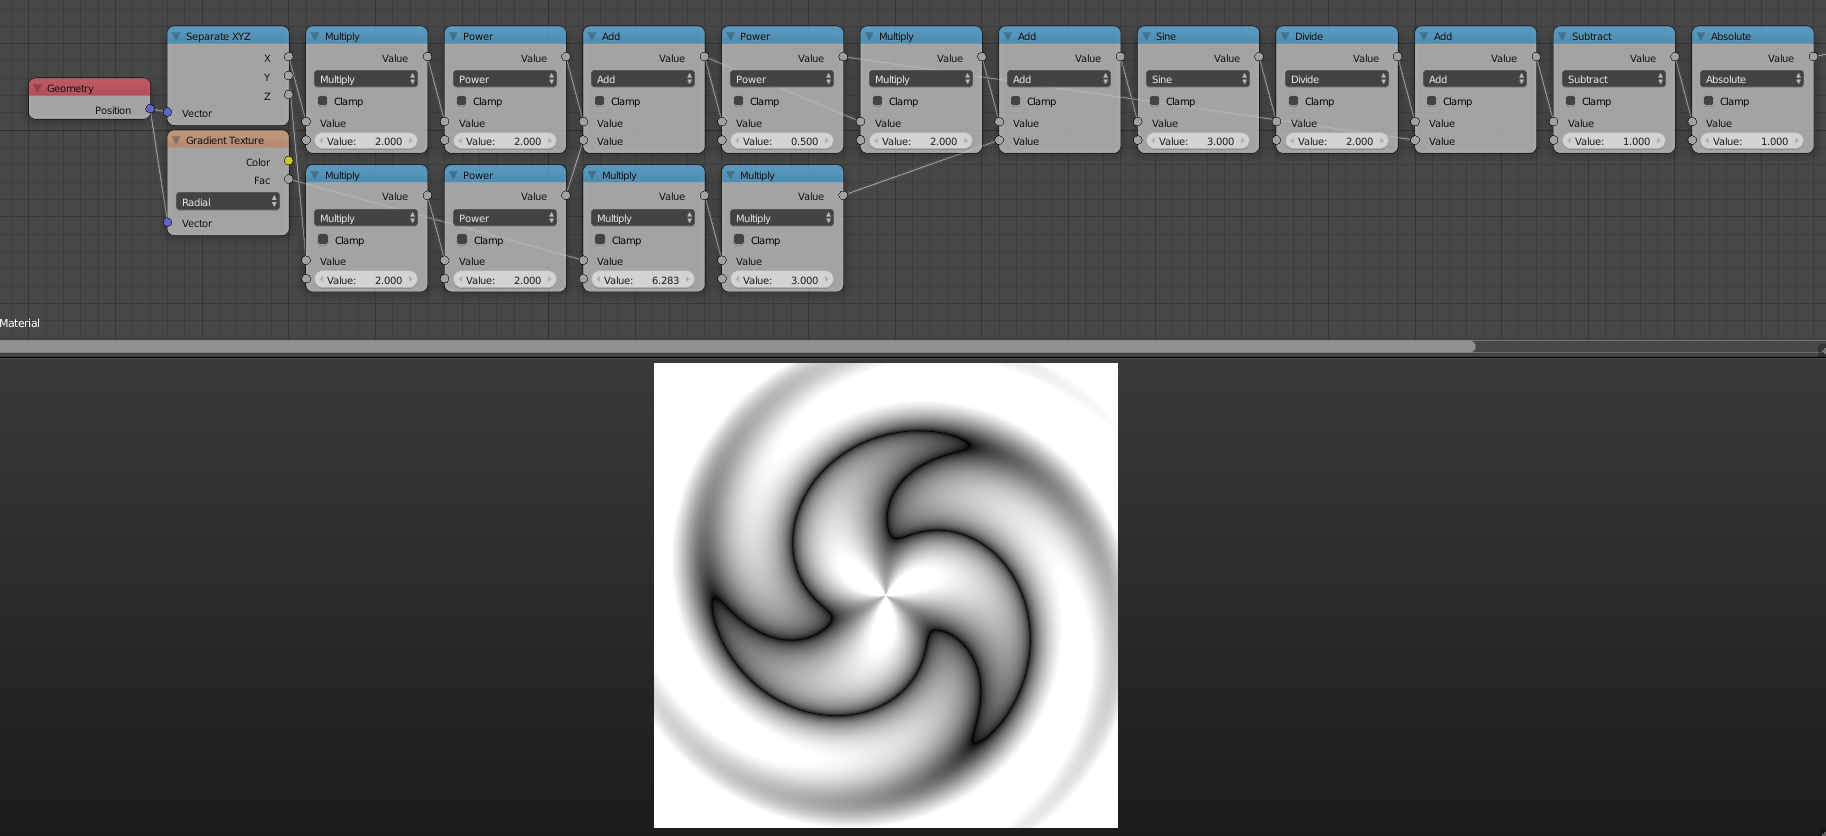 Geometry
Position
Separate XYZ
X
Y
Z
Vector
Gradient Texture
Color
Fac
Radial
Vector
Multiply
Value
Multiply
Clamp
Value
Value: 2.000
Power
Value
Power
Clamp
Value
Value: 2.000
Add
Value
Add
Clamp
Value
Value
Power
Value
Power
Clamp
Value
Value: 0.500
Multiply
Value
Multiply
Clamp
Value
Value: 2.000
Add
Value
Add
Clamp
Value
Value
Sine
Value
Sine
Clamp
Value
Value: 3.000
Divide
Value
Divide
Clamp
Value
Value: 2.000
Add
Value
Add
Clamp
Value
Value
Subtract
Value
Subtract
Clamp
Value
Value: 1.000
Absolute
Value
Absolute
Clamp
Value
Value: 1.000
Multiply
Value
Multiply
Clamp
Value
Value: 2.000
Power
Value
Power
Clamp
Value
Value: 2.000
Multiply
Value
Multiply
Clamp
Value
Value: 6.283
Multiply
Value
Multiply
Clamp
Value
Value: 3.000
Material